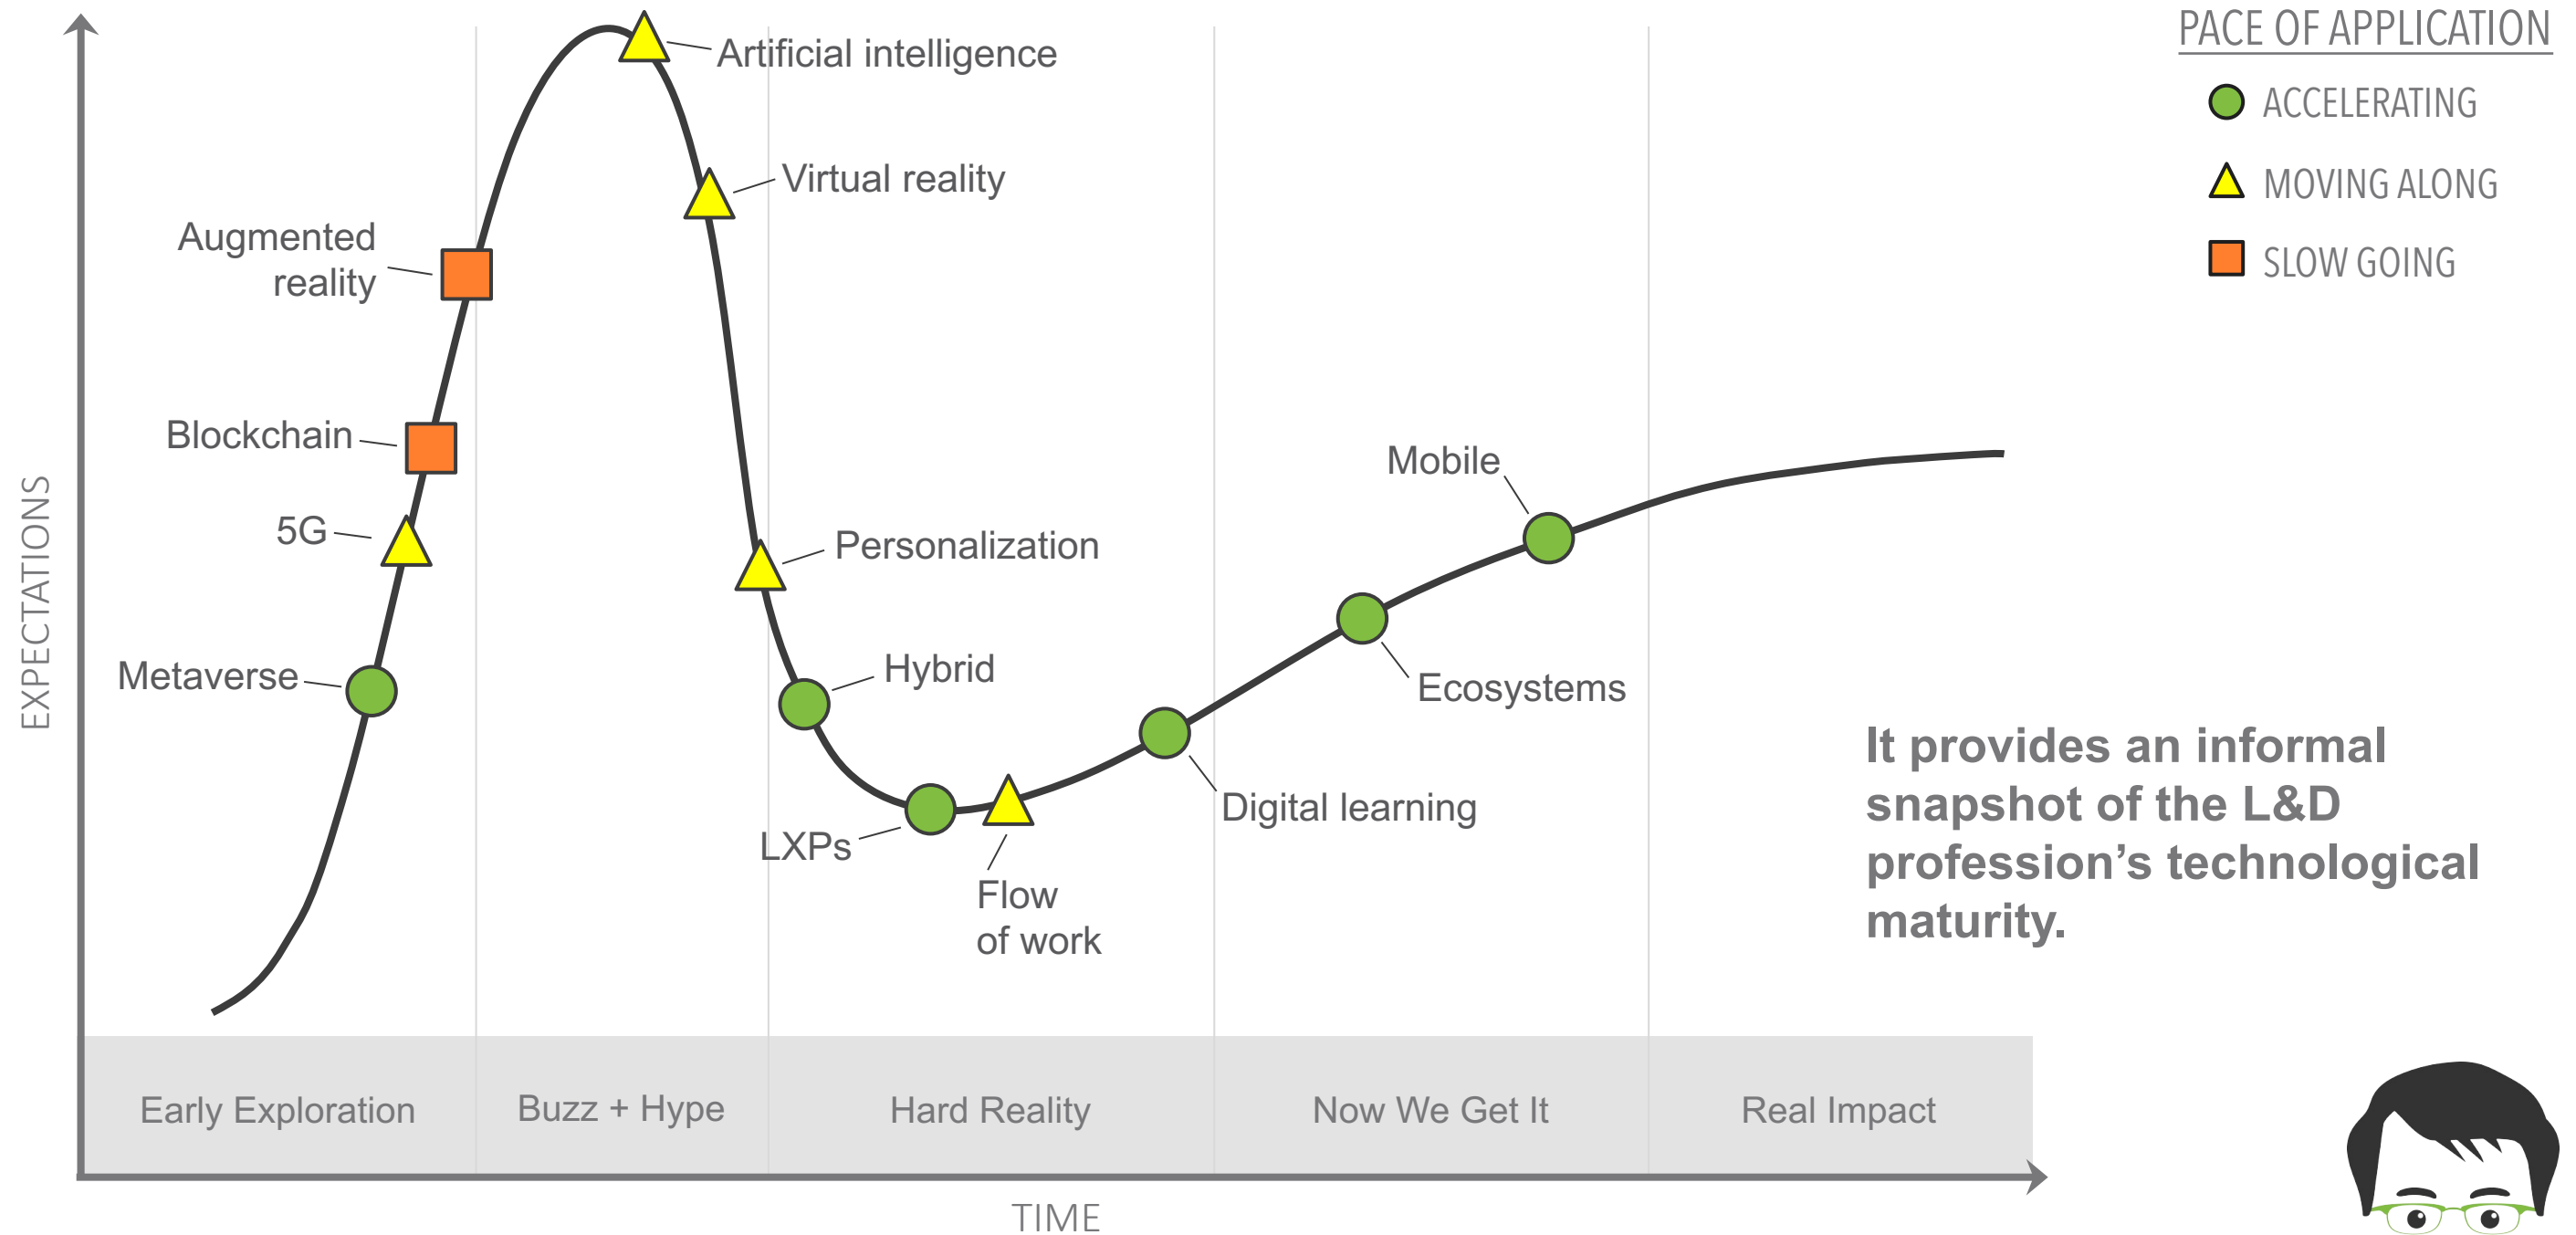 PACE OF APPLICATION
ACCELERATING
MOVING ALONG
SLOW GOING
Artificial intelligence
Virtual reality
Augmented
reality
Blockchain
5G
Metaverse
Personalization
Hybrid
LXPs
Flow
of work
Digital learning
Ecosystems
Mobile
EXPECTATIONS
It provides an informal
snapshot of the L&D
profession’s technological
maturity.
Early Exploration
Buzz + Hype
Hard Reality
Now We Get It
Real Impact
TIME